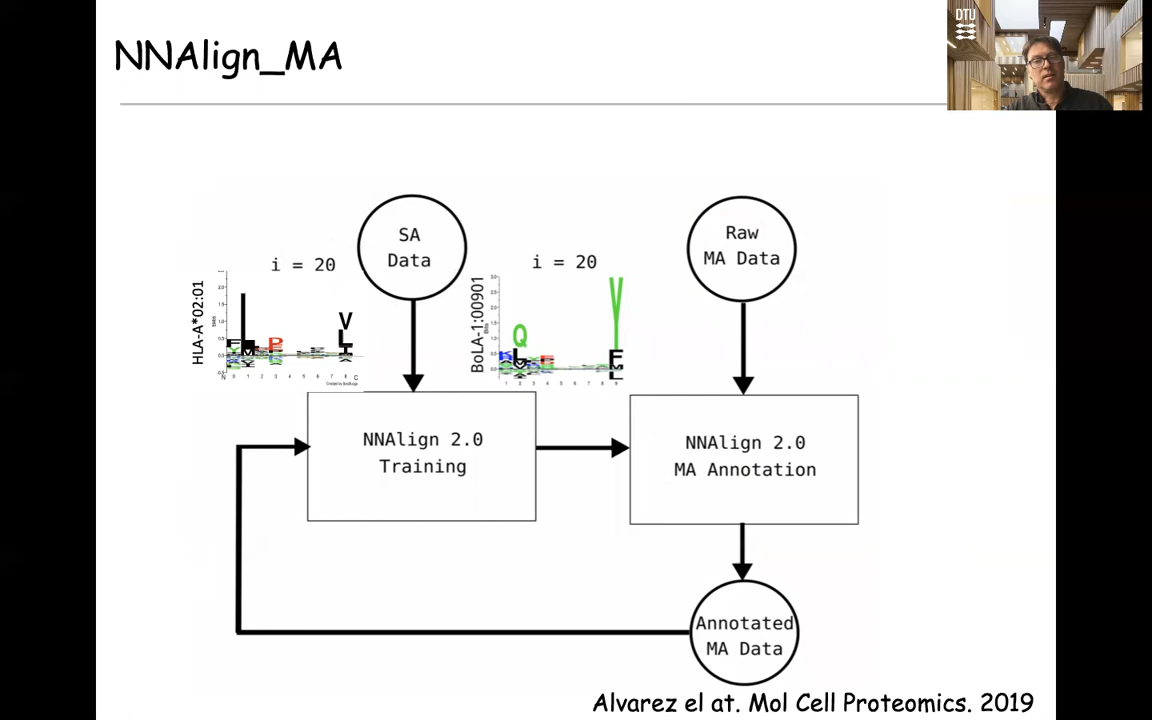 DTU
NNAlign_MA
SA
Data
Raw
MA Data
i = 20
i = 20
HLA-A*02:01
BoLA-1:00901
NNAlign 2.0
Training
NNAlign 2.0
MA Annotation
Annotated
MA Data
Alvarez el at. Mol Cell Proteomics. 2019